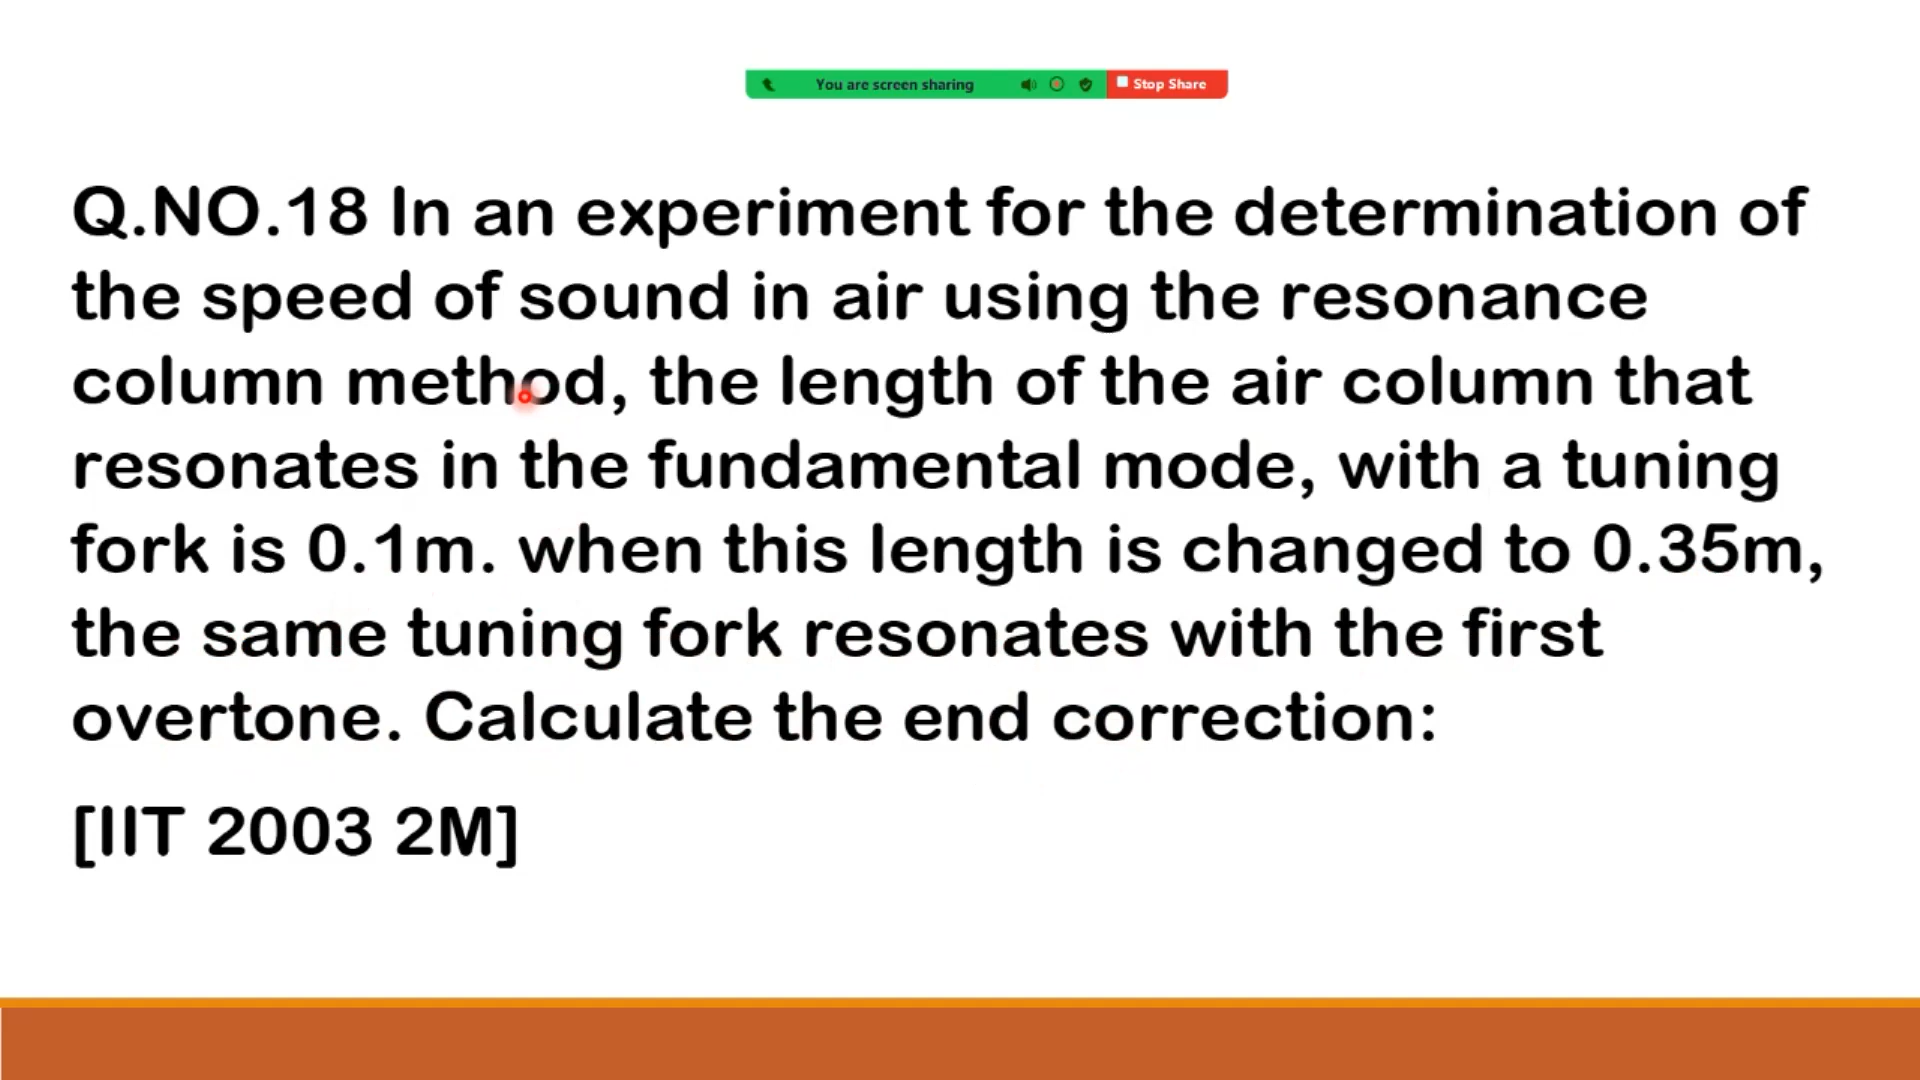 You are screen sharing
Stop Share
Q.NO.18 In an experiment for the determination of
the speed of sound in air using the resonance
column method, the length of the air column that
resonates in the fundamental mode, with a tuning
fork is 0.1m. when this length is changed to 0.35m,
the same tuning fork resonates with the first
overtone. Calculate the end correction:
[IIT 2003 2M]